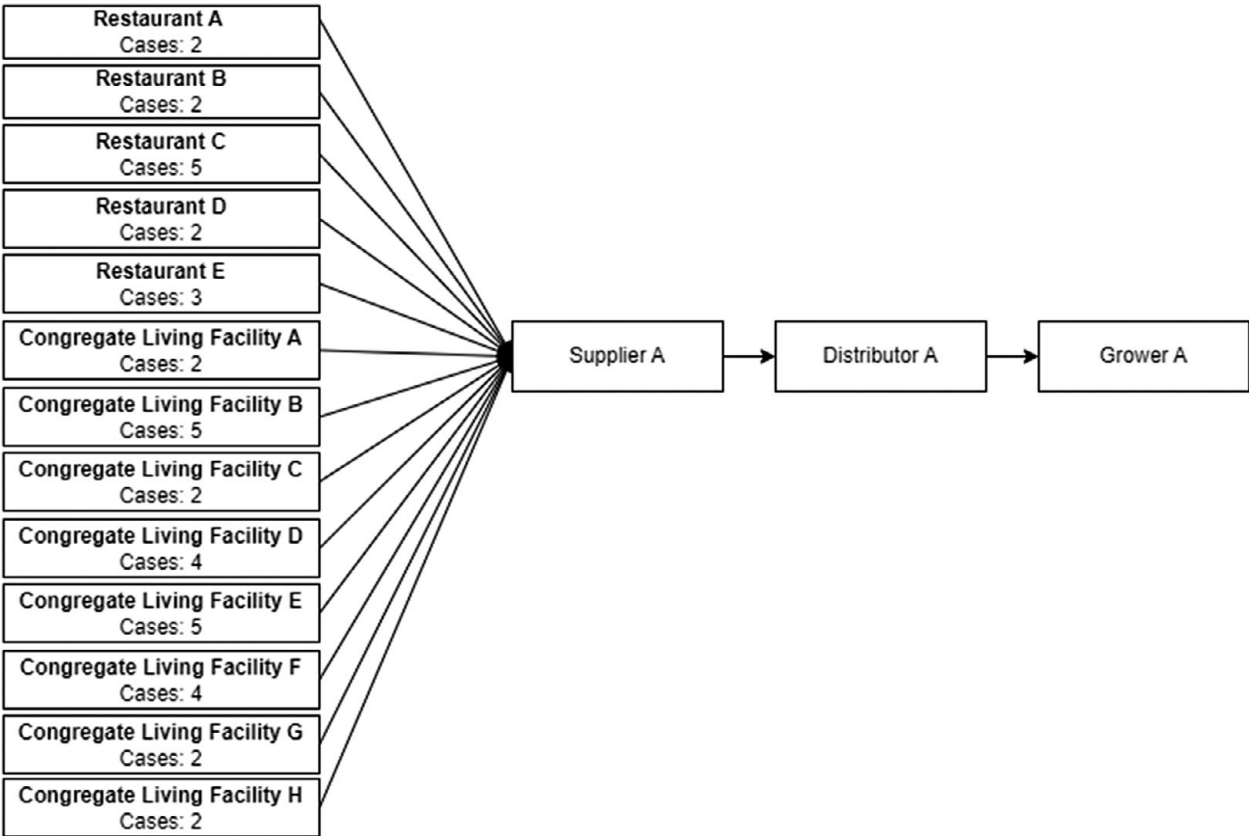 Restaurant A
Cases: 2
Restaurant B
Cases: 2
Restaurant C
Cases: 5
Restaurant D
Cases: 2
Restaurant E
Cases: 3
Congregate Living Facility A
Cases: 2
Congregate Living Facility B
Cases: 5
Congregate Living Facility C
Cases: 2
Congregate Living Facility D
Cases: 4
Congregate Living Facility E
Cases: 5
Congregate Living Facility F
Cases: 4
Congregate Living Facility G
Cases: 2
Congregate Living Facility H
Cases: 2
Supplier A
Distributor A
Grower A